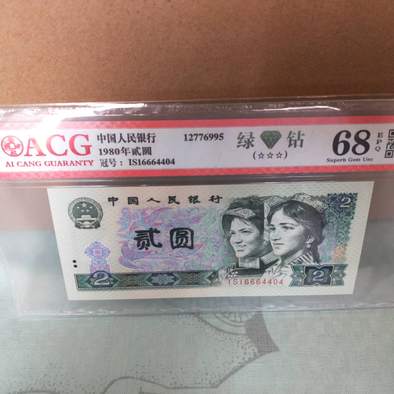 ACG
AI CANG GUARANTY
中国人民银行 12776995
1980年贰圆
冠号：IS16664404
绿 钻
(☆☆☆)
68 EPQ
Superb Gem Unc
中国人民银行
贰圆
2
2
2
IS16664404